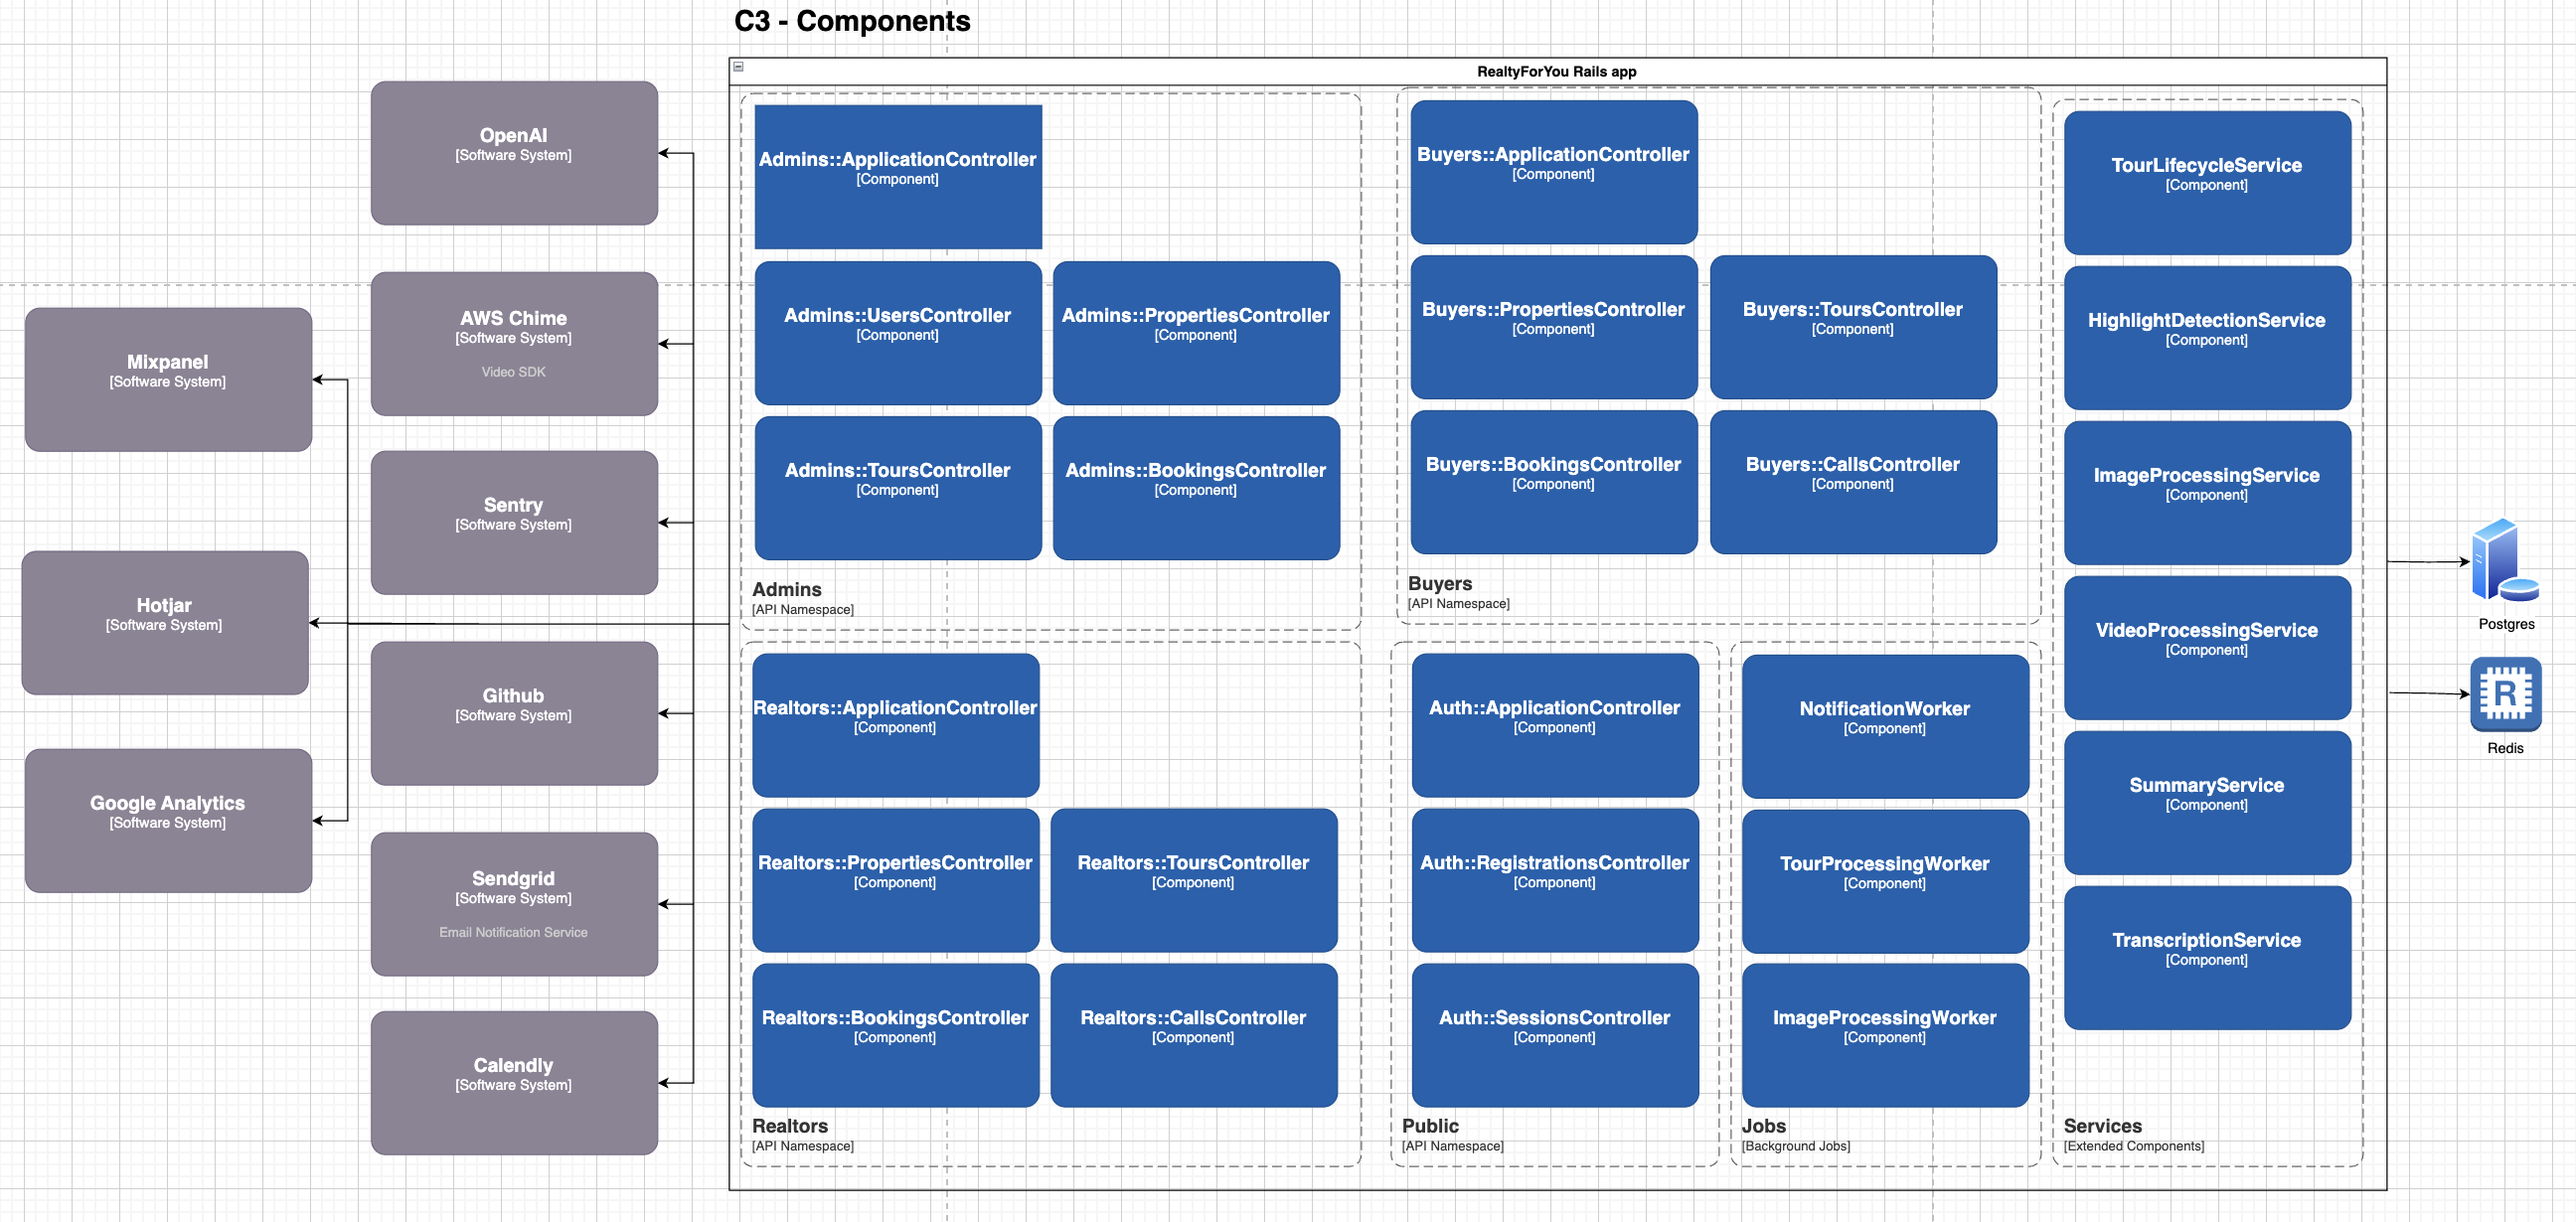 C3 - Components
RealtyForYou Rails app
OpenAI
[Software System]
AWS Chime
[Software System]
Video SDK
Mixpanel
[Software System]
Sentry
[Software System]
Hotjar
[Software System]
Github
[Software System]
Google Analytics
[Software System]
Sendgrid
[Software System]
Email Notification Service
Calendly
[Software System]
Admins::ApplicationController
[Component]
Admins::UsersController
[Component]
Admins::PropertiesController
[Component]
Admins::ToursController
[Component]
Admins::BookingsController
[Component]
Admins
[API Namespace]
Buyers::ApplicationController
[Component]
Buyers::PropertiesController
[Component]
Buyers::ToursController
[Component]
Buyers::BookingsController
[Component]
Buyers::CallsController
[Component]
Buyers
[API Namespace]
Realtors::ApplicationController
[Component]
Realtors::PropertiesController
[Component]
Realtors::ToursController
[Component]
Realtors::BookingsController
[Component]
Realtors::CallsController
[Component]
Realtors
[API Namespace]
Auth::ApplicationController
[Component]
Auth::RegistrationsController
[Component]
Auth::SessionsController
[Component]
Public
[API Namespace]
NotificationWorker
[Component]
TourProcessingWorker
[Component]
ImageProcessingWorker
[Component]
Jobs
[Background Jobs]
TourLifecycleService
[Component]
HighlightDetectionService
[Component]
ImageProcessingService
[Component]
VideoProcessingService
[Component]
SummaryService
[Component]
TranscriptionService
[Component]
Services
[Extended Components]
Postgres
R
Redis